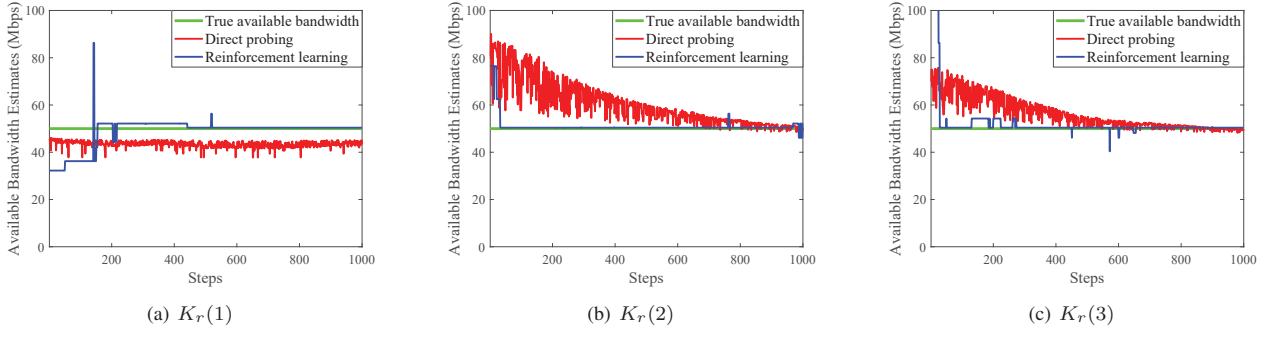 Available Bandwidth Estimates (Mbps)
100
80
60
40
20
0
True available bandwidth
Direct probing
Reinforcement learning
200 400 600 800 1000
Steps
(a) K_r(1)
Available Bandwidth Estimates (Mbps)
100
80
60
40
20
0
True available bandwidth
Direct probing
Reinforcement learning
200 400 600 800 1000
Steps
(b) K_r(2)
Available Bandwidth Estimates (Mbps)
100
80
60
40
20
0
True available bandwidth
Direct probing
Reinforcement learning
200 400 600 800 1000
Steps
(c) K_r(3)